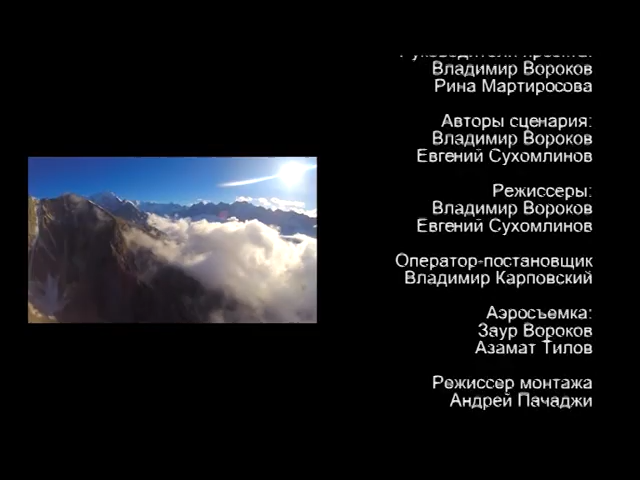 Владимир Вороков
Рина Мартиросова
Авторы сценария:
Владимир Вороков
Евгений Сухомлинов
Режиссеры:
Владимир Вороков
Евгений Сухомлинов
Оператор-постановщик
Владимир Карповский
Аэросъемка:
Заур Вороков
Азамат Тилов
Режиссер монтажа
Андрей Пачаджи